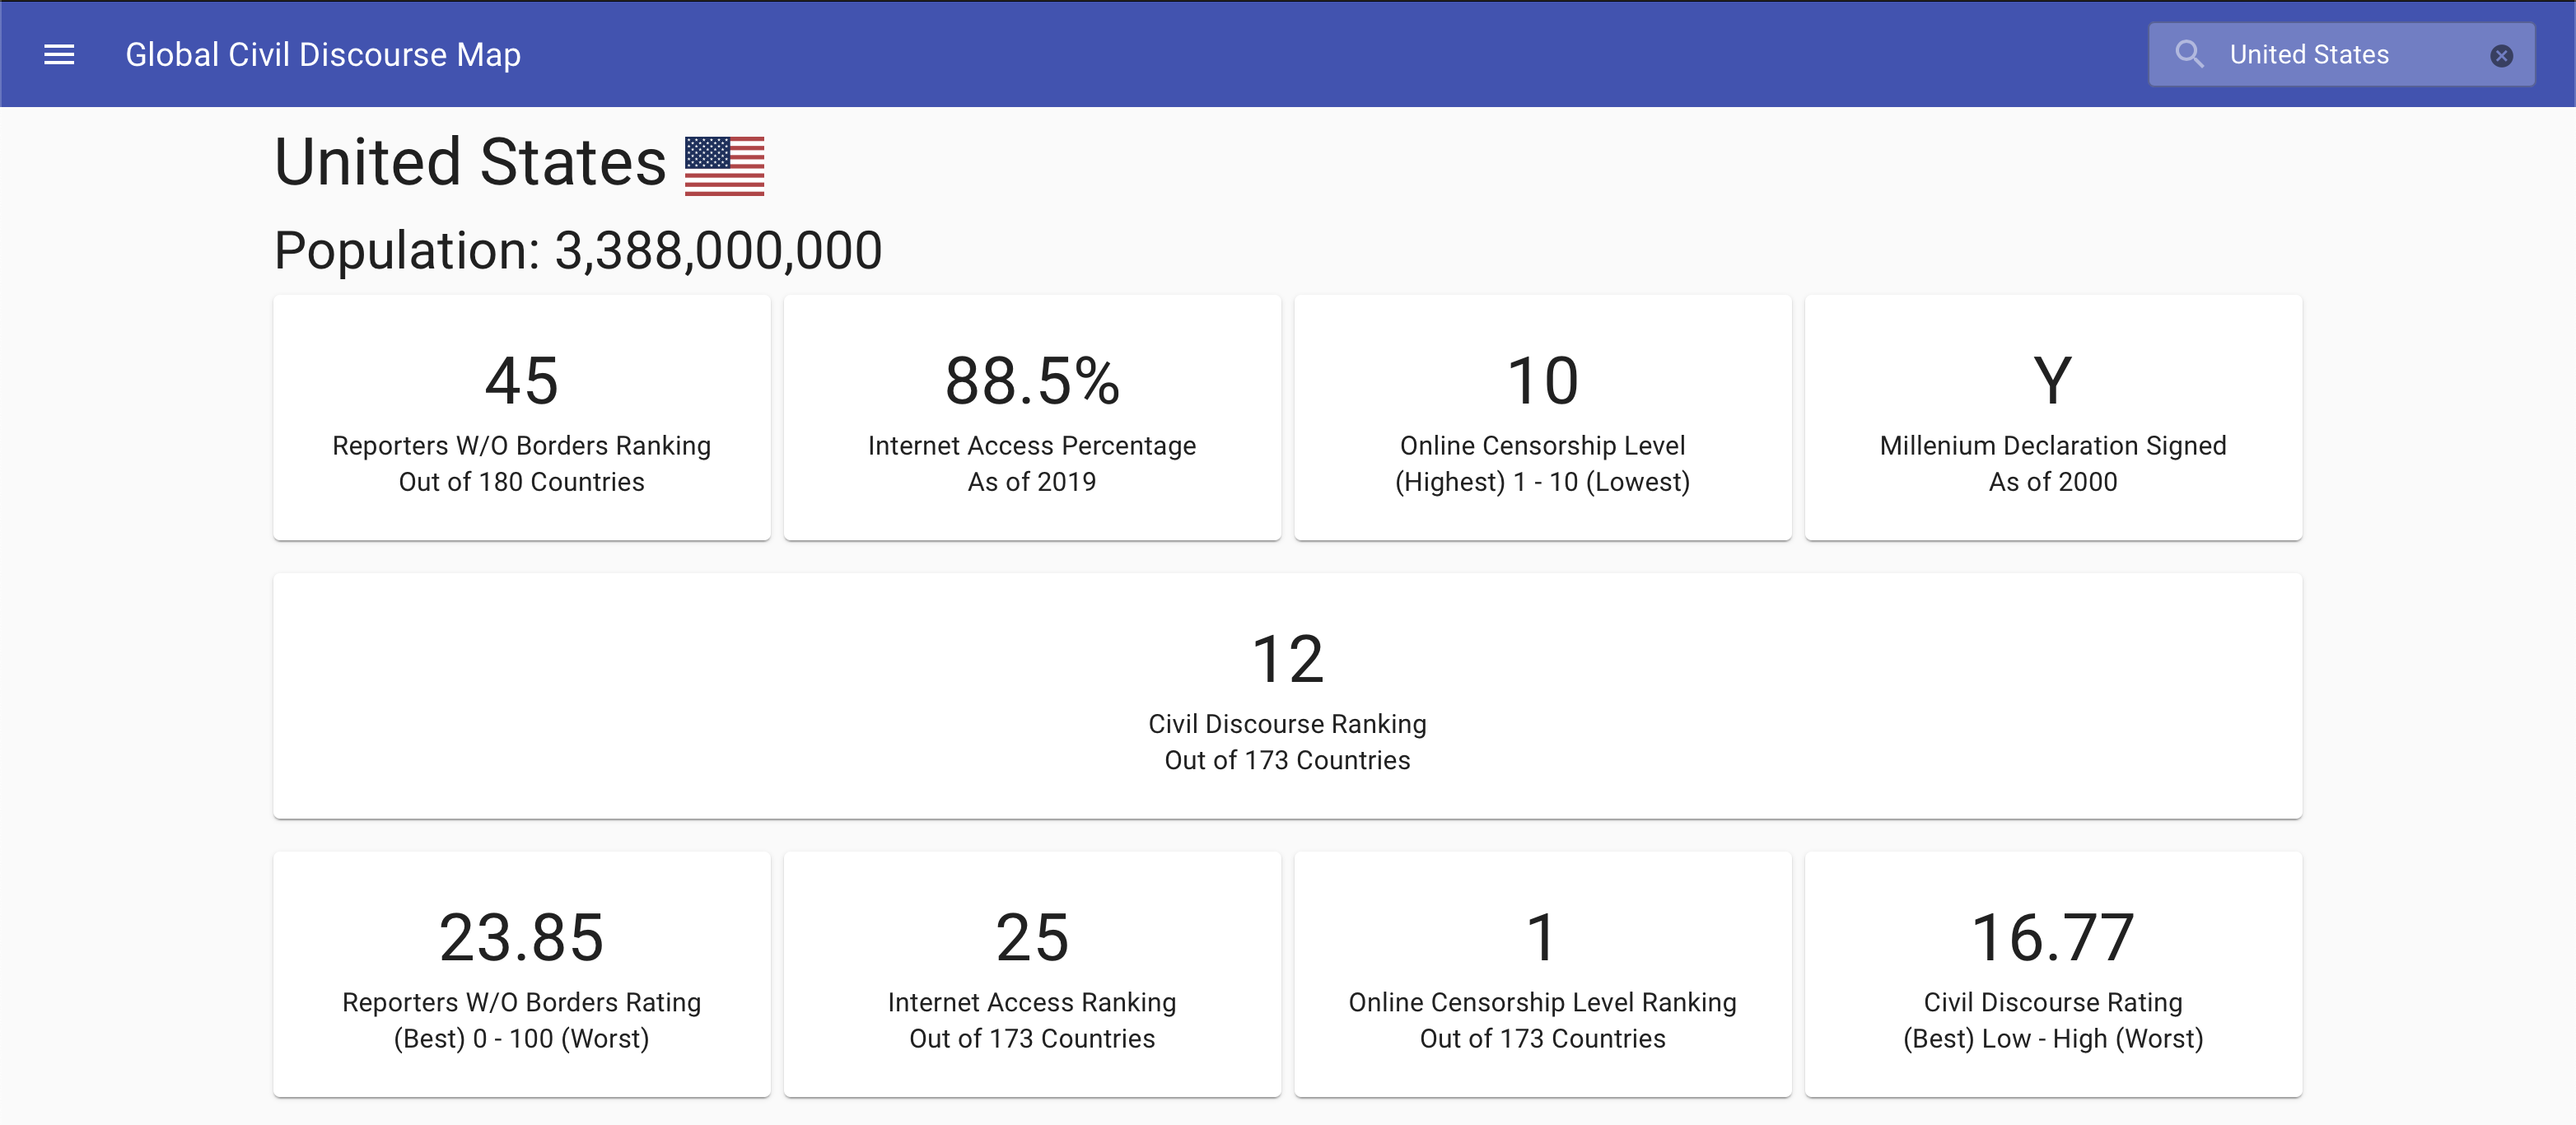 Global Civil Discourse Map
United States
United States
Population: 3,388,000,000
45
Reporters W/O Borders Ranking
Out of 180 Countries
88.5%
Internet Access Percentage
As of 2019
10
Online Censorship Level
(Highest) 1 - 10 (Lowest)
Y
Millenium Declaration Signed
As of 2000
12
Civil Discourse Ranking
Out of 173 Countries
23.85
Reporters W/O Borders Rating
(Best) 0 - 100 (Worst)
25
Internet Access Ranking
Out of 173 Countries
1
Online Censorship Level Ranking
Out of 173 Countries
16.77
Civil Discourse Rating
(Best) Low - High (Worst)